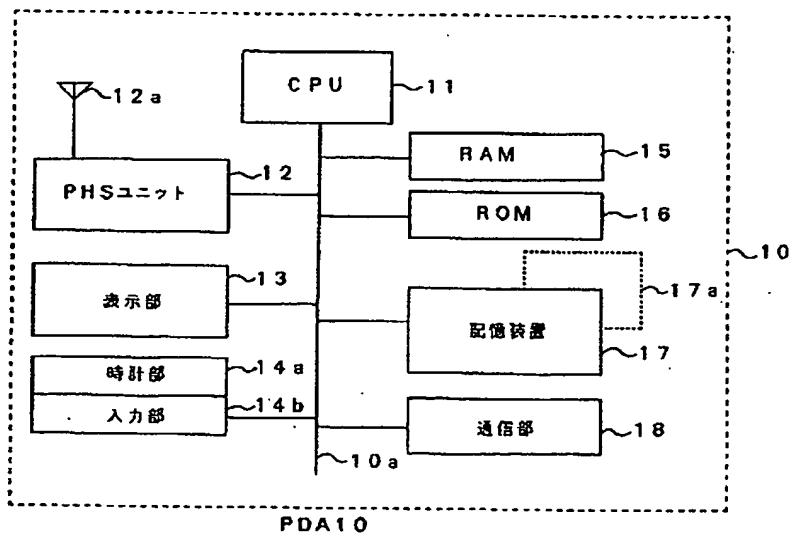 CPU
11
12a
RAM
15
PHSユニット
12
ROM
16
10
表示部
13
17a
記憶装置
17
時計部
14a
入力部
14b
通信部
18
10a
PDA10